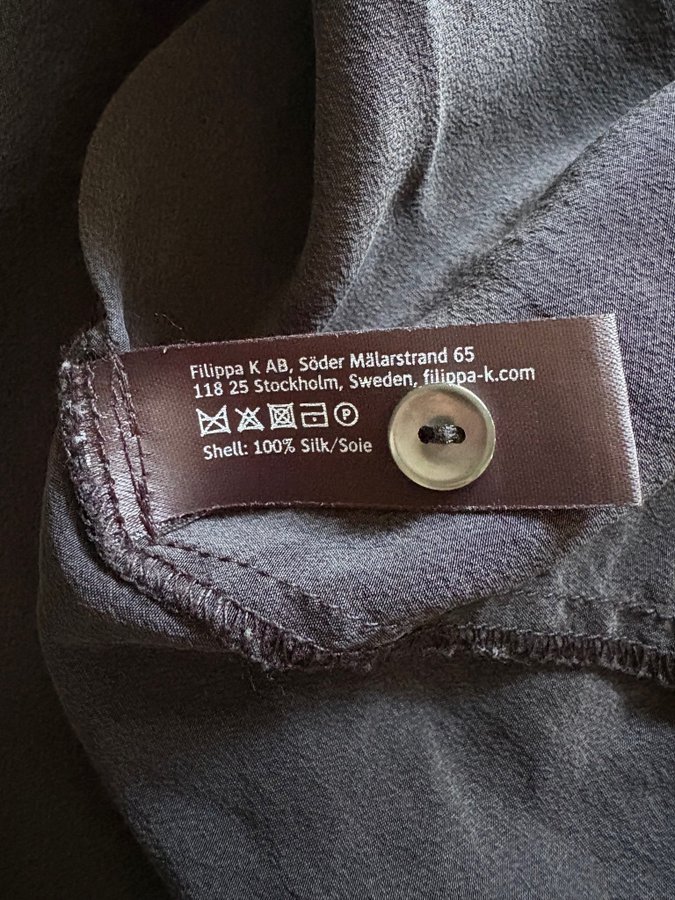 Filippa K AB, Söder Mälarstrand 65
118 25 Stockholm, Sweden, filippa-k.com
P
Shell: 100% Silk/Soie